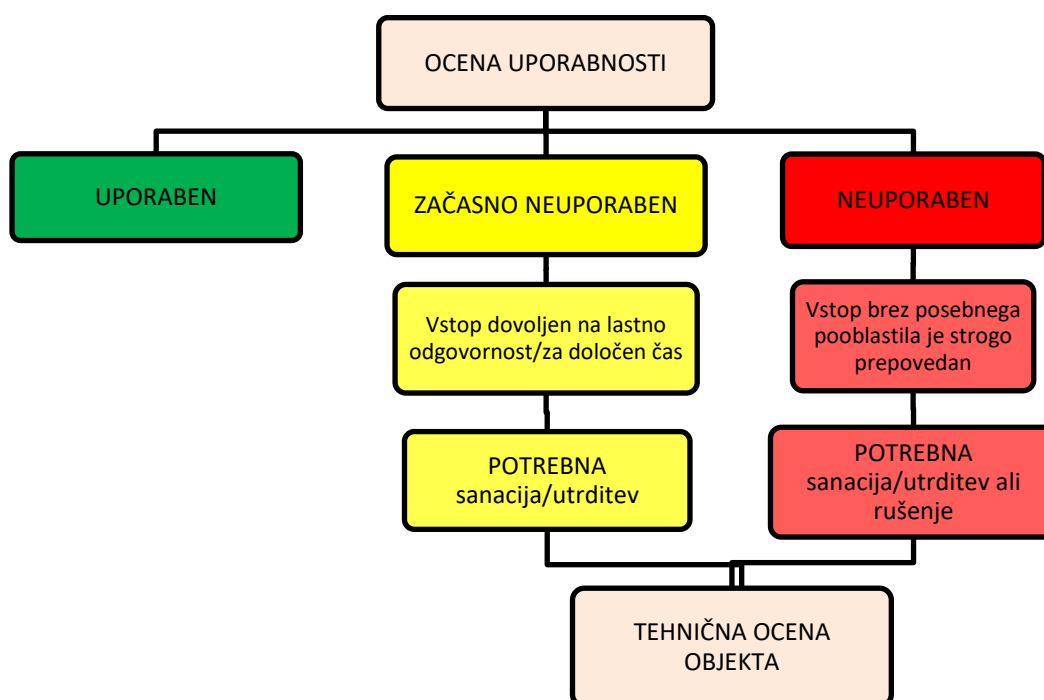 OCENA UPORABNOSTI
UPORABEN
ZAČASNO NEUPORABEN
NEUPORABEN
Vstop dovoljen na lastno
odgovornost/za določen čas
Vstop brez posebnega
pooblastila je strogo
prepovedan
POTREBNA
sanacija/utrditev
POTREBNA
sanacija/utrditev ali
rušenje
TEHNIČNA OCENA
OBJEKTA